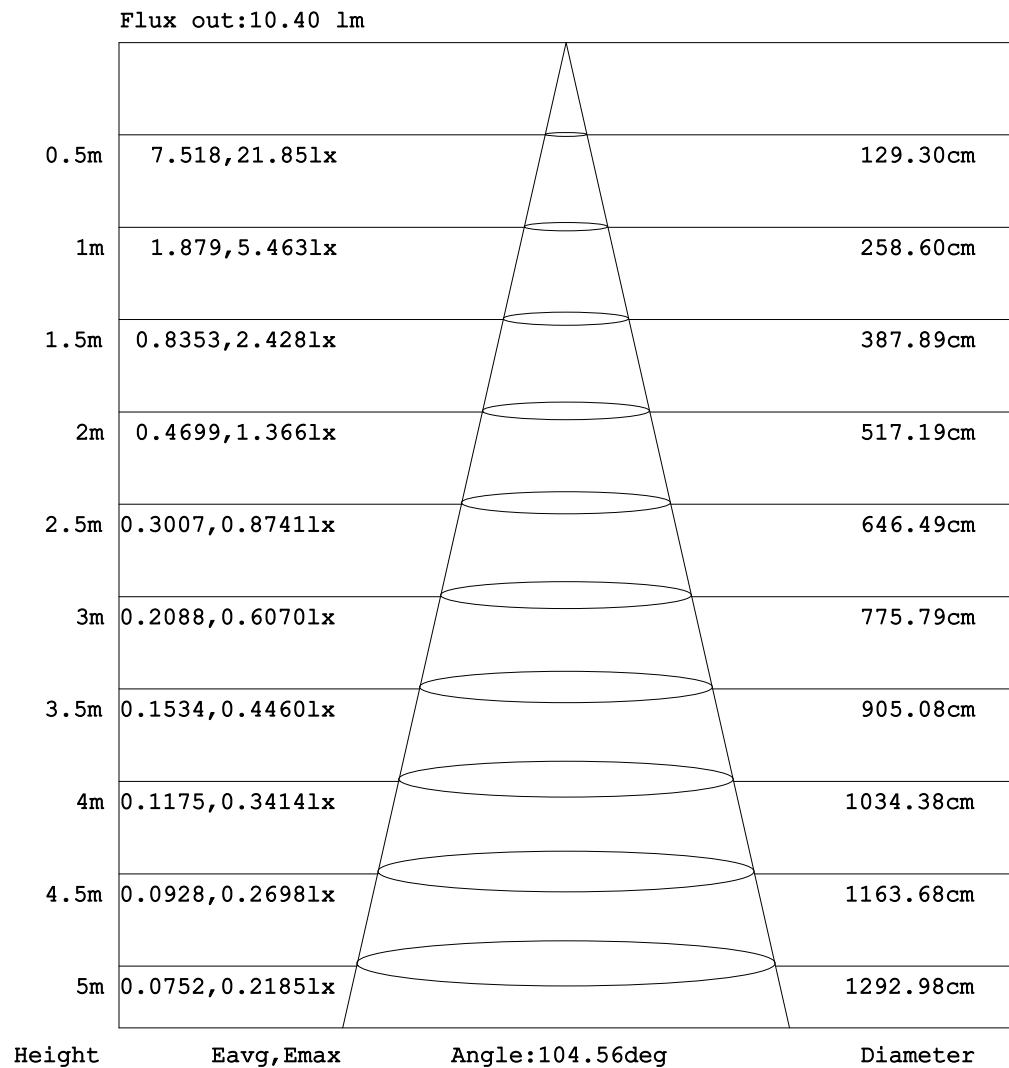 Flux out:10.40 lm
0.5m 7.518,21.85lx 129.30cm
1m 1.879,5.463lx 258.60cm
1.5m 0.8353,2.428lx 387.89cm
2m 0.4699,1.366lx 517.19cm
2.5m 0.3007,0.8741lx 646.49cm
3m 0.2088,0.6070lx 775.79cm
3.5m 0.1534,0.4460lx 905.08cm
4m 0.1175,0.3414lx 1034.38cm
4.5m 0.0928,0.2698lx 1163.68cm
5m 0.0752,0.2185lx 1292.98cm
Height Eavg,Emax Angle:104.56deg Diameter